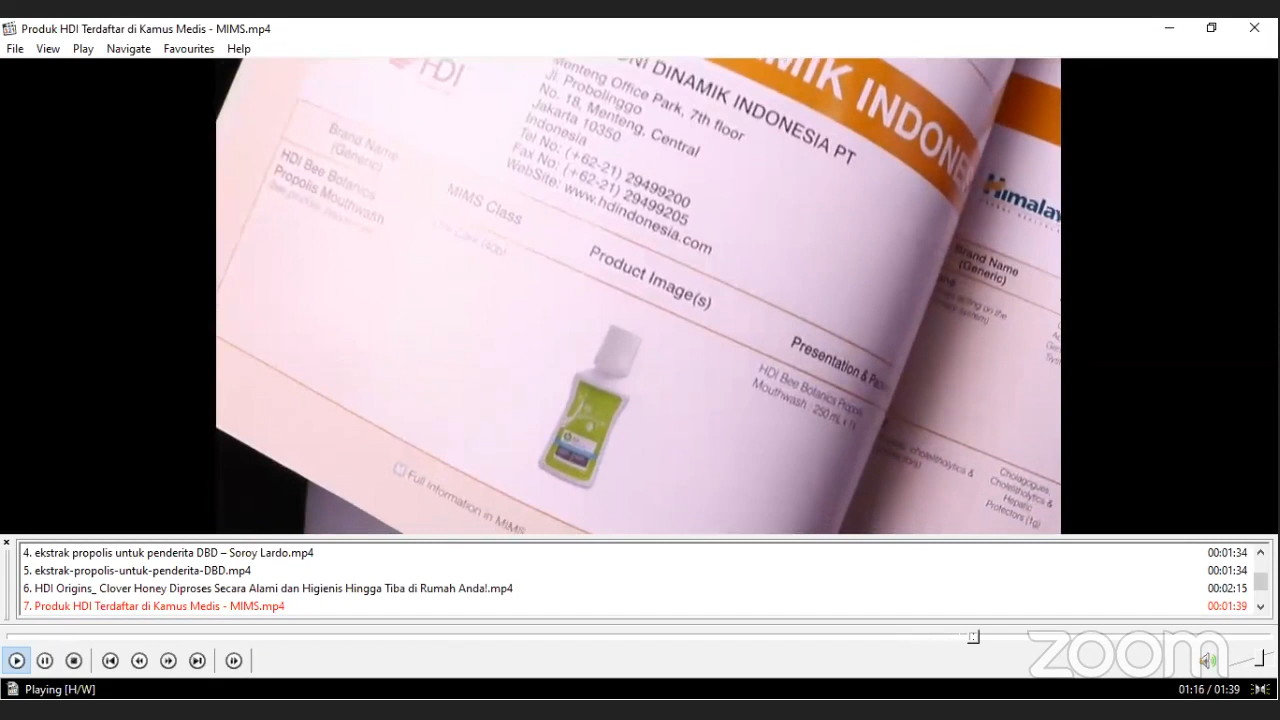 Produk HDI Terdaftar di Kamus Medis - MIMS.mp4
File View Play Navigate Favourites Help
HDI
MIK INDONE
NI DINAMIK INDONESIA PT
Menteng Office Park, 7th floor
Jl. Probolinggo
No. 18, Menteng, Central
Jakarta 10350
Indonesia
Tel No: (+62-21) 29499200
Fax No: (+62-21) 29499205
WebSite: www.hdindonesia.com
Brand Name
(Generic)
MIMS Class
Product Image(s)
Presentation & Pac
HDI Bee Botanics
Propolis Mouthwash
HDI Bee Botanics Propolis
Mouthwash : 250 mL x 1's
Full Information in MIMS
Himalay
Brand Name
(Generic)
Cholagogues,
Cholelitholytics &
Hepatic
Protectors (1g)
4. ekstrak propolis untuk penderita DBD – Soroy Lardo.mp4 00:01:34
5. ekstrak-propolis-untuk-penderita-DBD.mp4 00:01:34
6. HDI Origins_ Clover Honey Diproses Secara Alami dan Higienis Hingga Tiba di Rumah Anda!.mp4 00:02:15
7. Produk HDI Terdaftar di Kamus Medis - MIMS.mp4 00:01:39
zoom
Playing [H/W] 01:16 / 01:39